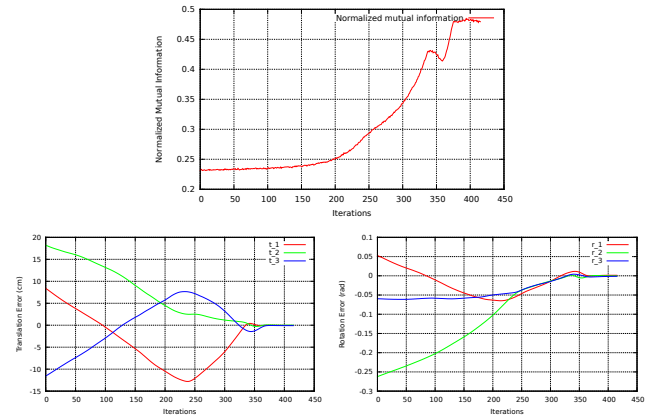 0.5
0.45
0.4
0.35
0.3
0.25
0.2
Normalized Mutual Information
Normalized mutual information
0 50 100 150 200 250 300 350 400 450
Iterations
20
15
10
5
0
-5
-10
-15
Translation Error (cm)
t_1
t_2
t_3
0 50 100 150 200 250 300 350 400 450
Iterations
0.1
0.05
0
-0.05
-0.1
-0.15
-0.2
-0.25
-0.3
Rotation Error (rad)
r_1
r_2
r_3
0 50 100 150 200 250 300 350 400 450
Iterations